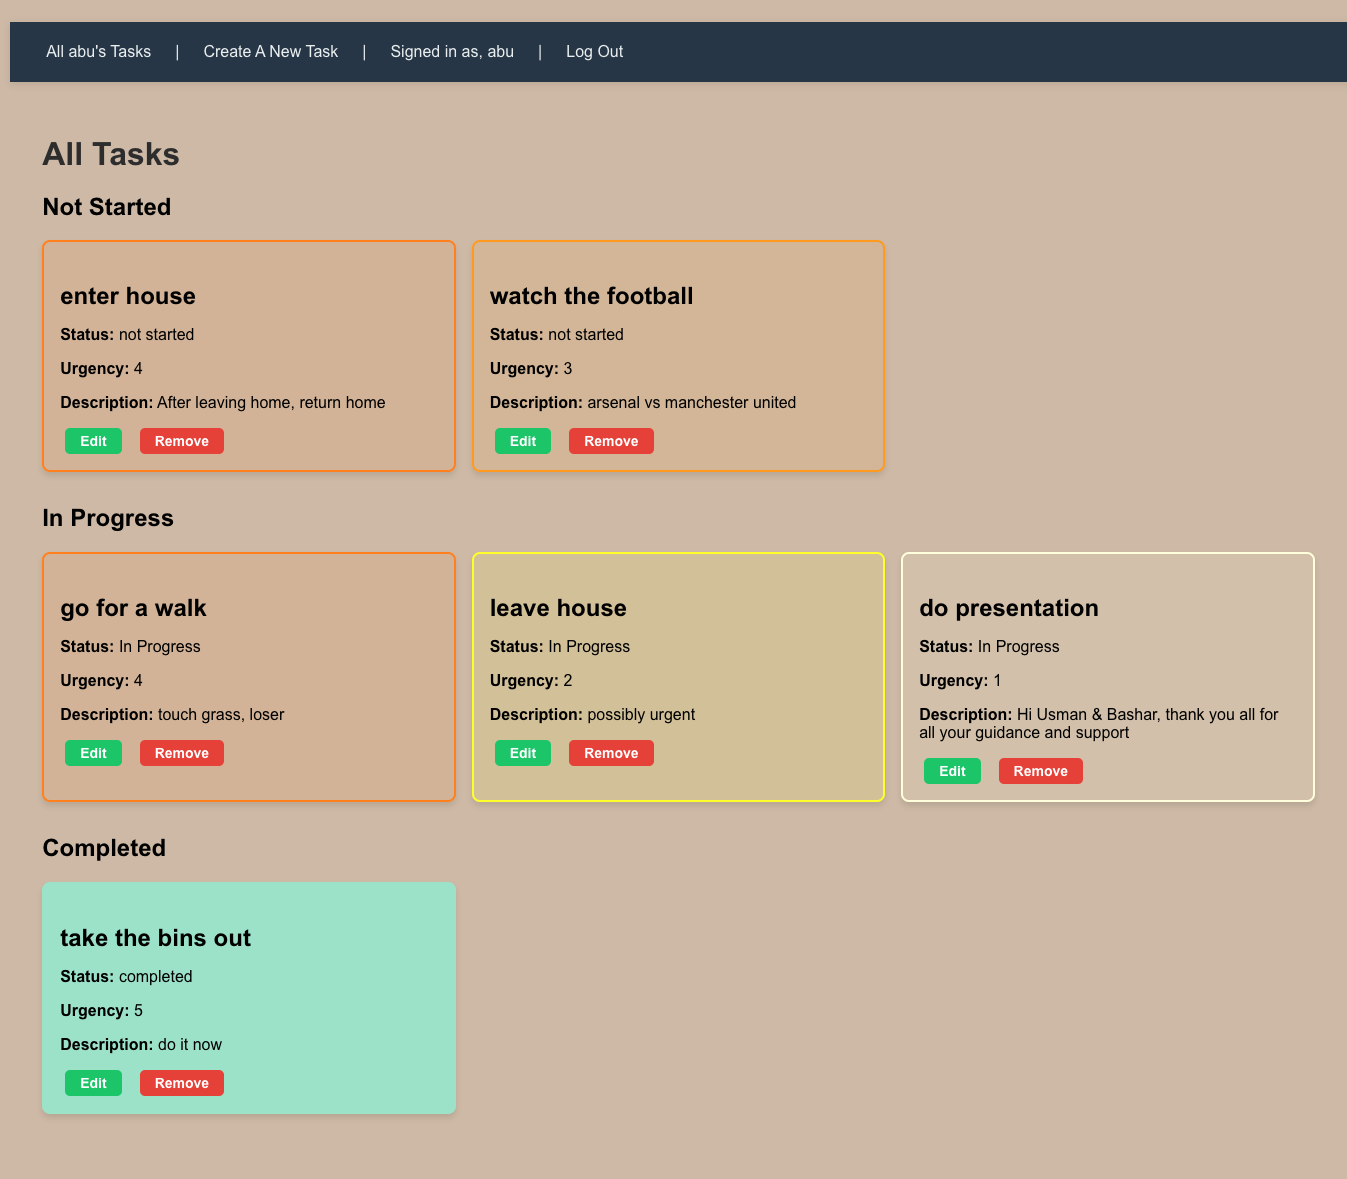 All abu's Tasks | Create A New Task | Signed in as, abu | Log Out
All Tasks
Not Started
enter house
Status: not started
Urgency: 4
Description: After leaving home, return home
Edit Remove
watch the football
Status: not started
Urgency: 3
Description: arsenal vs manchester united
Edit Remove
In Progress
go for a walk
Status: In Progress
Urgency: 4
Description: touch grass, loser
Edit Remove
leave house
Status: In Progress
Urgency: 2
Description: possibly urgent
Edit Remove
do presentation
Status: In Progress
Urgency: 1
Description: Hi Usman & Bashar, thank you all for
all your guidance and support
Edit Remove
Completed
take the bins out
Status: completed
Urgency: 5
Description: do it now
Edit Remove